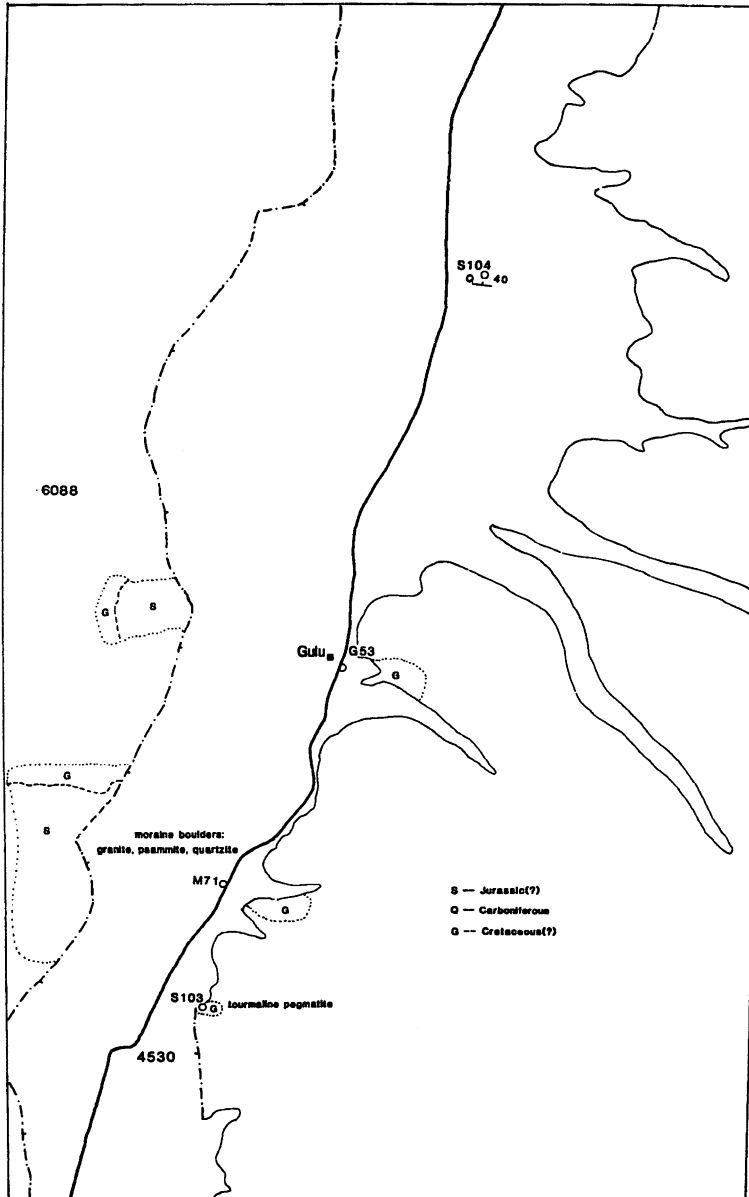 S104
40
6088
G
S
Gulu
G53
G
G
S
moraine boulders:
granite, psammite, quartzite
M71
G
S — Jurassic(?)
Q — Carboniferous
G — Cretaceous(?)
S103
G
tourmaline pegmatite
4530